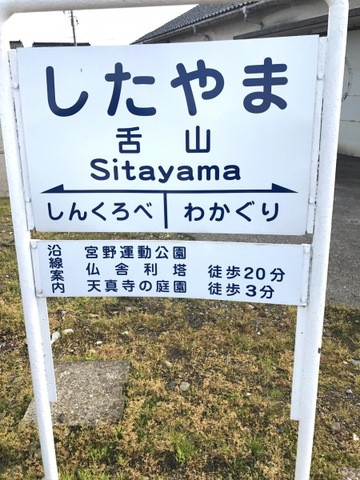 したやま
舌山
Sitayama
しんくろべ わかぐり
沿線案内
宮野運動公園
仏舎利塔 徒歩20分
天真寺の庭園 徒歩3分